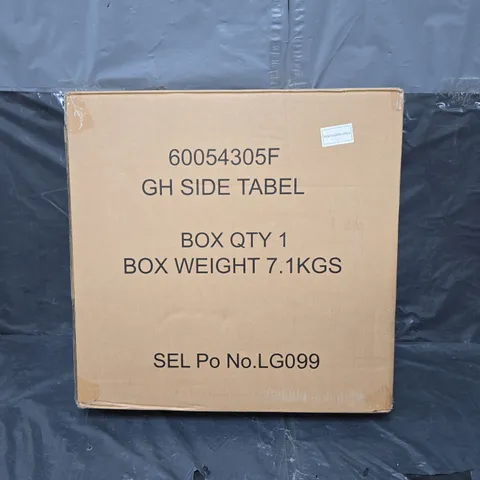 60054305F
GH SIDE TABEL
BOX QTY 1
BOX WEIGHT 7.1KGS
SEL Po No.LG099